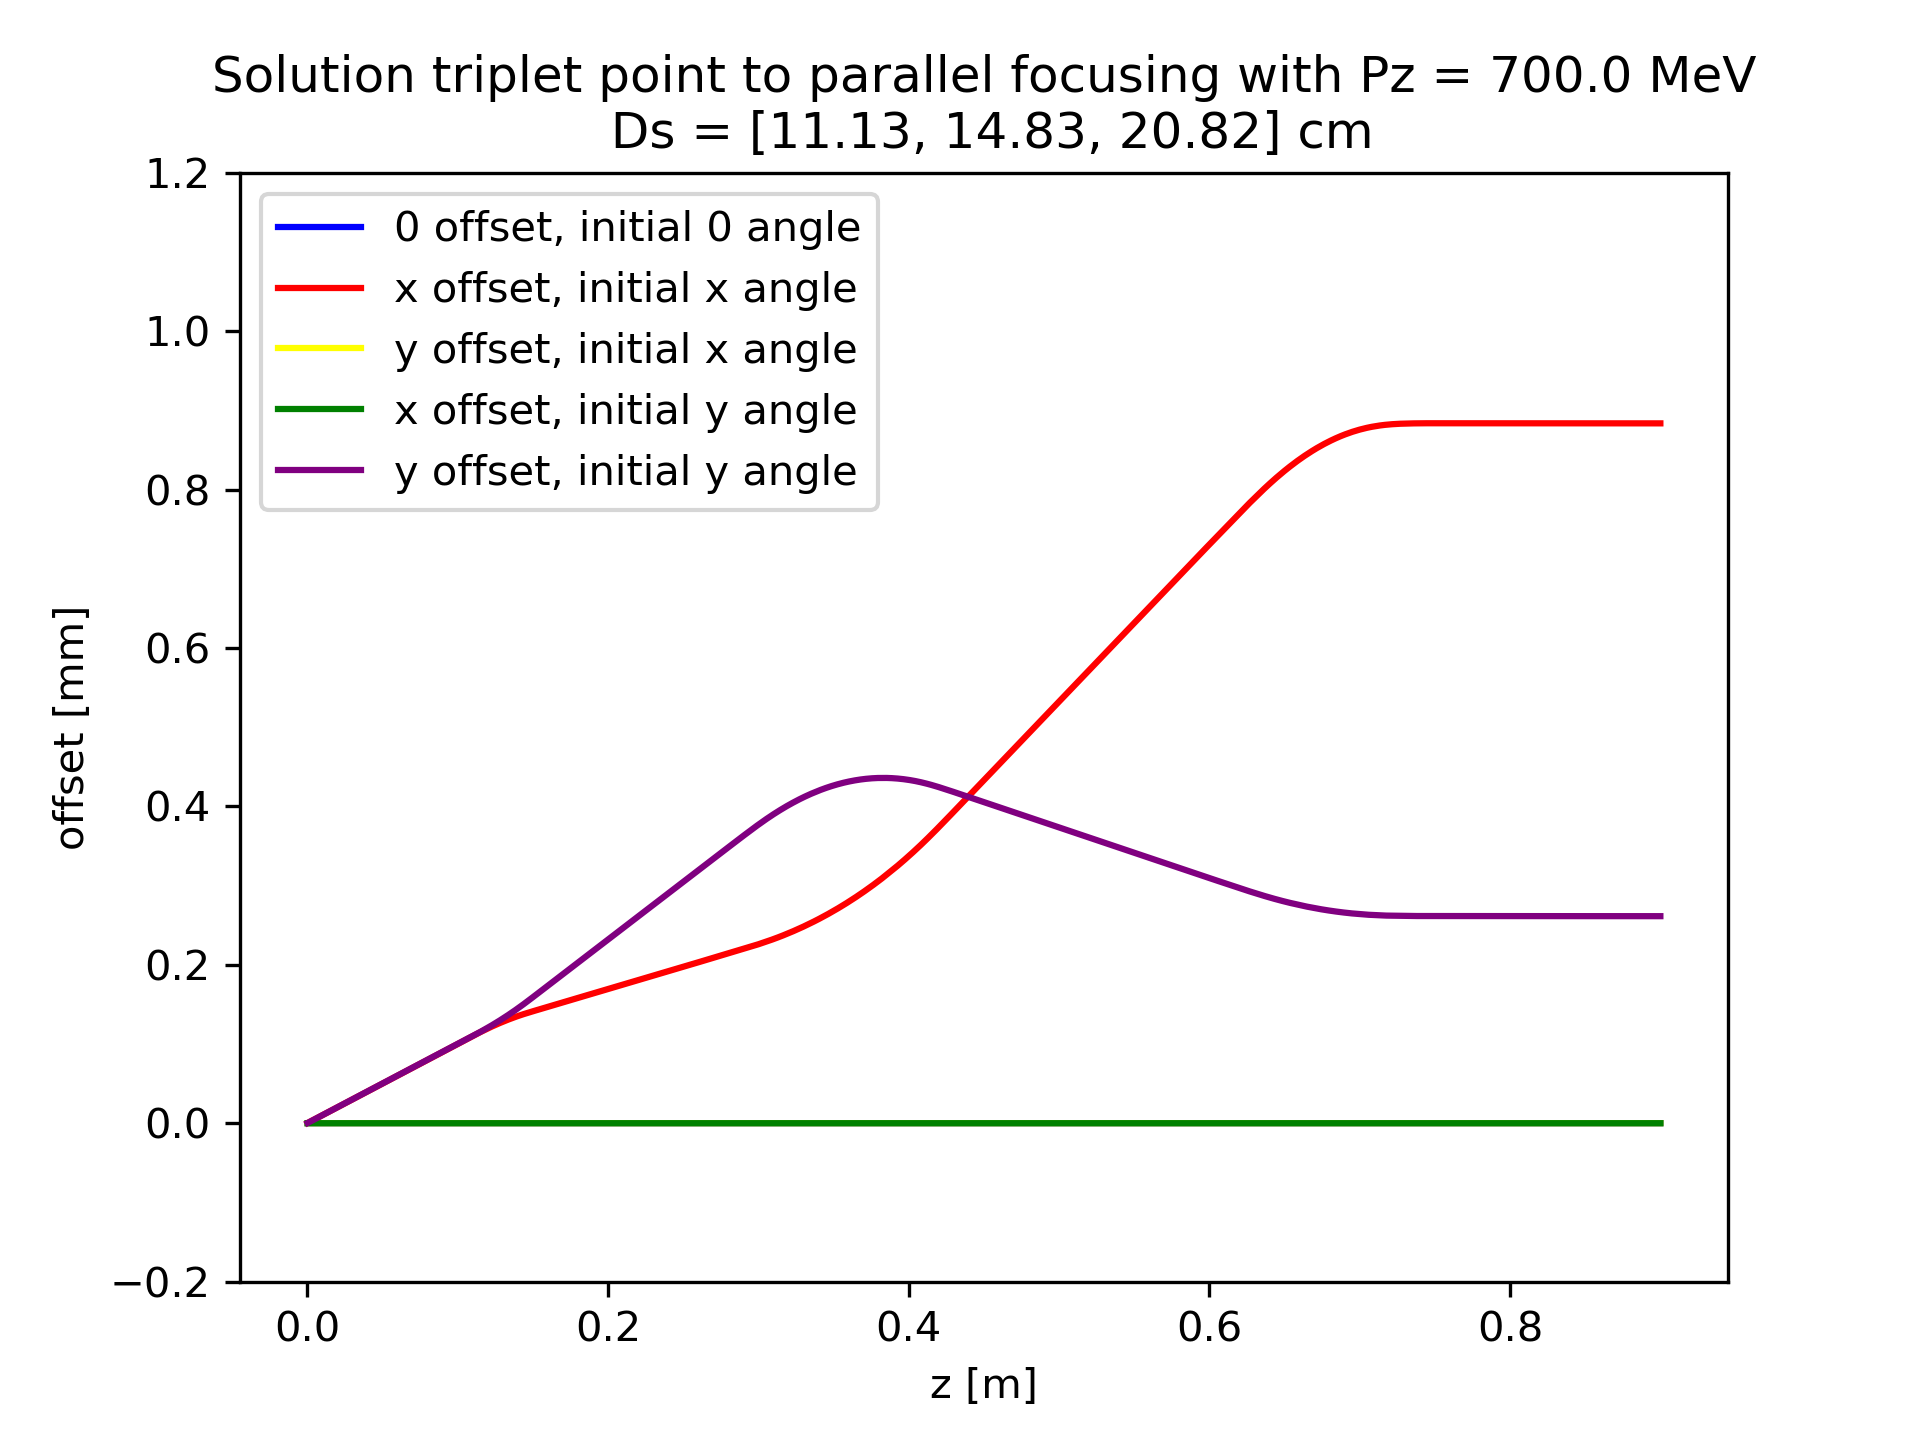 Solution triplet point to parallel focusing with Pz = 700.0 MeV
Ds = [11.13, 14.83, 20.82] cm
1.2
1.0
0.8
0.6
0.4
0.2
0.0
−0.2
offset [mm]
0 offset, initial 0 angle
x offset, initial x angle
y offset, initial x angle
x offset, initial y angle
y offset, initial y angle
0.0 0.2 0.4 0.6 0.8
z [m]